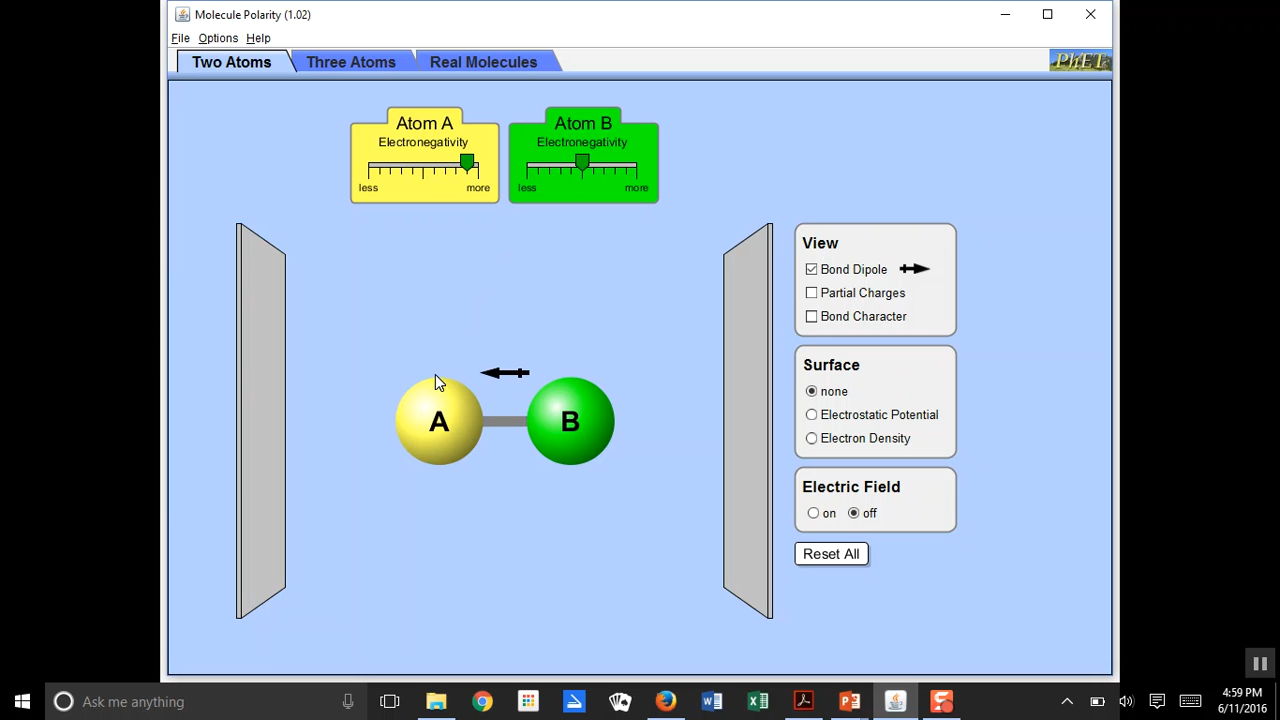 Molecule Polarity (1.02)
File Options Help
Two Atoms Three Atoms Real Molecules PhET
Atom A Atom B
Electronegativity Electronegativity
less more less more
View
Bond Dipole
Partial Charges
Bond Character
Surface
none
Electrostatic Potential
Electron Density
Electric Field
on off
Reset All
A B
Ask me anything
4:59 PM
6/11/2016